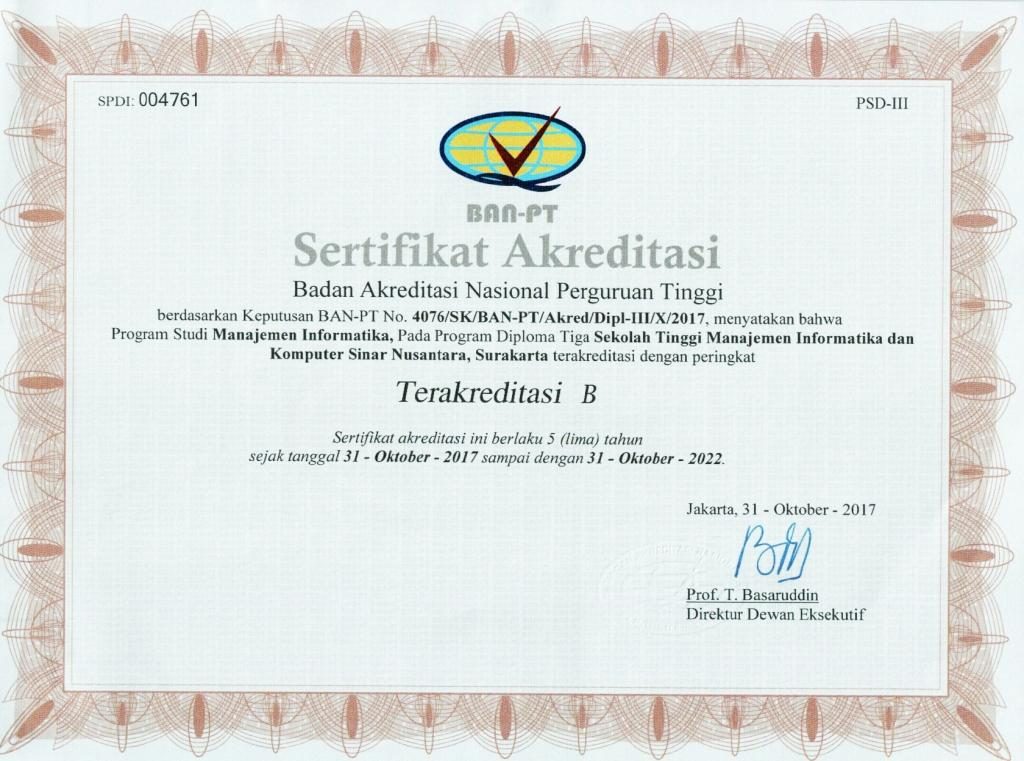 SPDI: 004761
PSD-III
BAN-PT
Sertifikat Akreditasi
Badan Akreditasi Nasional Perguruan Tinggi
berdasarkan Keputusan BAN-PT No. 4076/SK/BAN-PT/Akred/Dipl-III/X/2017, menyatakan bahwa
Program Studi Manajemen Informatika, Pada Program Diploma Tiga Sekolah Tinggi Manajemen Informatika dan
Komputer Sinar Nusantara, Surakarta terakreditasi dengan peringkat
Terakreditasi B
Sertifikat akreditasi ini berlaku 5 (lima) tahun
sejak tanggal 31 - Oktober - 2017 sampai dengan 31 - Oktober - 2022.
Jakarta, 31 - Oktober - 2017
Prof. T. Basaruddin
Direktur Dewan Eksekutif